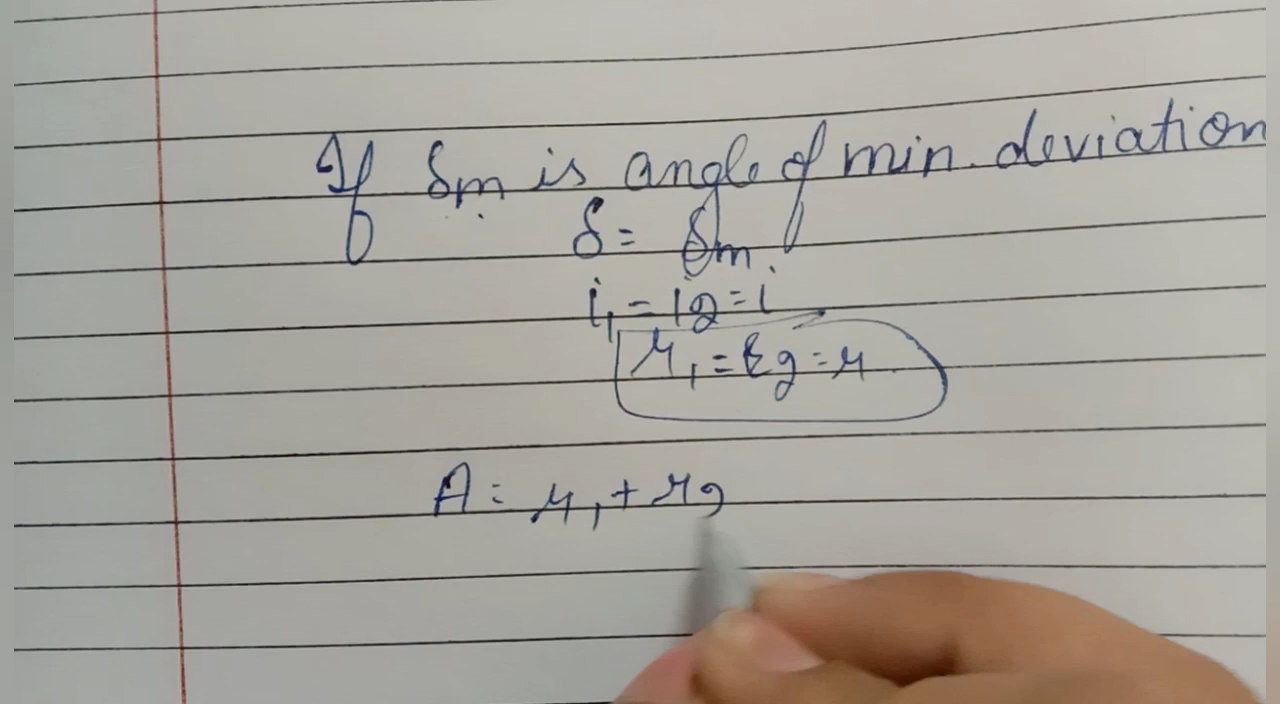 If δm is angle of min. deviation
δ = δm
i₁ = i₂ = i
r₁ = r₂ = r
A = r₁ + r₂